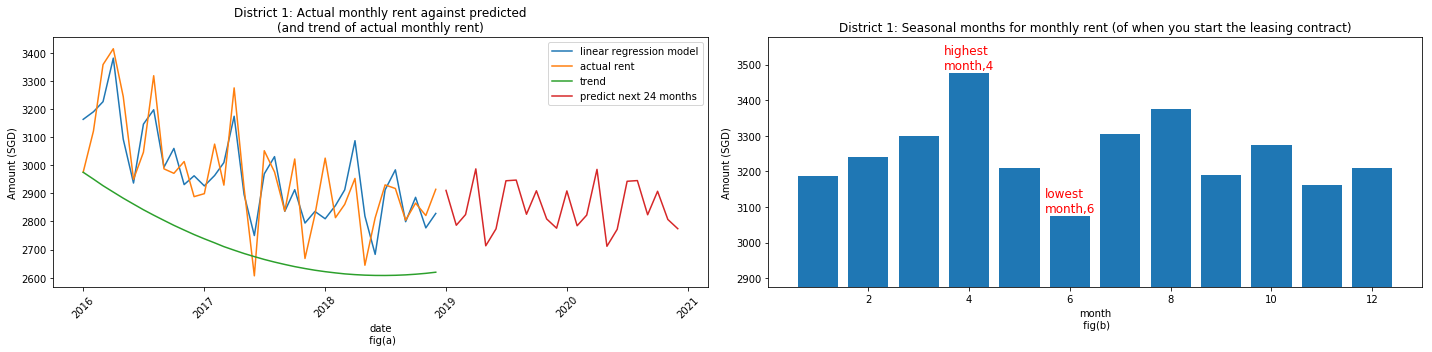 District 1: Actual monthly rent against predicted
(and trend of actual monthly rent)
linear regression model
actual rent
trend
predict next 24 months
Amount (SGD)
3400
3300
3200
3100
3000
2900
2800
2700
2600
2016
2017
2018
2019
2020
2021
date
fig(a)
District 1: Seasonal months for monthly rent (of when you start the leasing contract)
highest
month,4
lowest
month,6
Amount (SGD)
3500
3400
3300
3200
3100
3000
2900
2
4
6
8
10
12
month
fig(b)